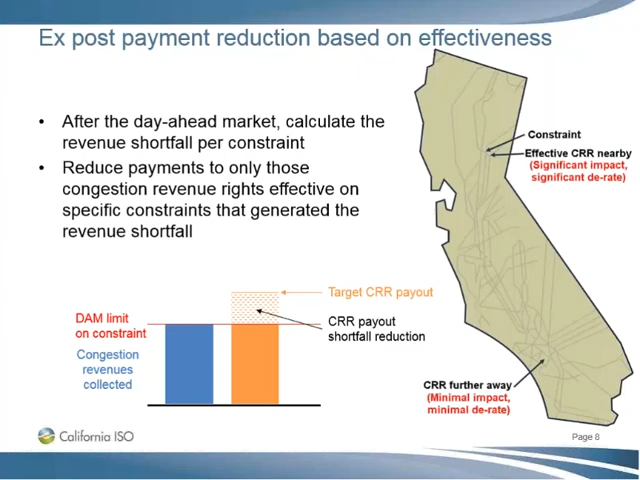 Ex post payment reduction based on effectiveness
• After the day-ahead market, calculate the
revenue shortfall per constraint
• Reduce payments to only those
congestion revenue rights effective on
specific constraints that generated the
revenue shortfall
Constraint
Effective CRR nearby
(Significant impact,
significant de-rate)
Target CRR payout
DAM limit
on constraint
CRR payout
shortfall reduction
Congestion
revenues
collected
CRR further away
(Minimal impact,
minimal de-rate)
California ISO
Page 8